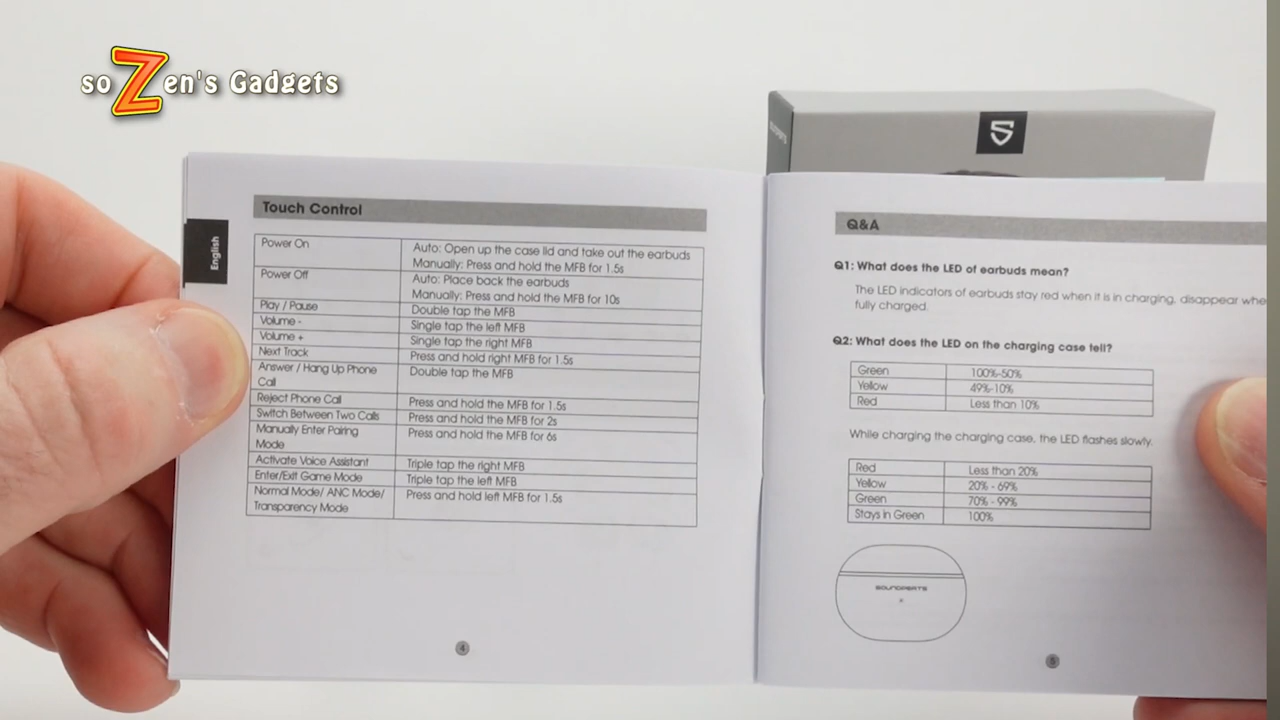 soZen's Gadgets
English
Touch Control
Power On
Auto: Open up the case lid and take out the earbuds
Manually: Press and hold the MFB for 1.5s
Power Off
Auto: Place back the earbuds
Manually: Press and hold the MFB for 10s
Play / Pause
Double tap the MFB
Volume -
Single tap the left MFB
Volume +
Single tap the right MFB
Next Track
Press and hold right MFB for 1.5s
Answer / Hang Up Phone
Call
Double tap the MFB
Reject Phone Call
Press and hold the MFB for 1.5s
Switch Between Two Calls
Press and hold the MFB for 2s
Manually Enter Pairing
Mode
Press and hold the MFB for 6s
Activate Voice Assistant
Triple tap the right MFB
Enter/Exit Game Mode
Triple tap the left MFB
Normal Mode/ ANC Mode/
Transparency Mode
Press and hold left MFB for 1.5s
4
Q&A
Q1: What does the LED of earbuds mean?
The LED indicators of earbuds stay red when it is in charging, disappear
fully charged.
Q2: What does the LED on the charging case tell?
Green 100%-50%
Yellow 49%-10%
Red Less than 10%
While charging the charging case, the LED flashes slowly.
Red Less than 20%
Yellow 20% - 69%
Green 70% - 99%
Stays in Green 100%
SOUNDPEATS
5